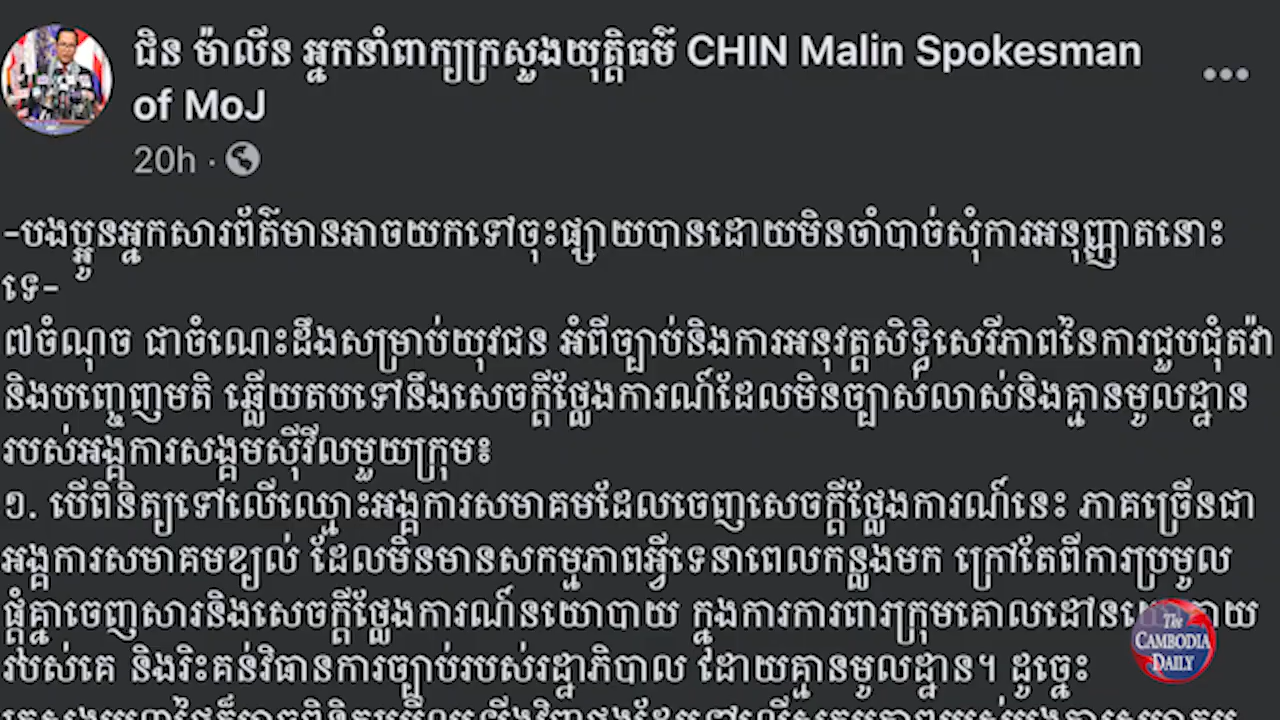 ជិន ម៉ាលីន អ្នកនាំពាក្យក្រសួងយុត្តិធម៌ CHIN Malin Spokesman
of MoJ
20h ·
-បងប្អូនអ្នកសារព័ត៌មានអាចយកទៅចុះផ្សាយបានដោយមិនចាំបាច់សុំការអនុញ្ញាតនោះ
ទេ-
៧ចំណុច ជាចំណេះដឹងសម្រាប់យុវជន អំពីច្បាប់និងការអនុវត្តសិទ្ធិសេរីភាពនៃការជួបជុំតវ៉ា
និងបញ្ចេញមតិ ឆ្លើយតបទៅនឹងសេចក្តីថ្លែងការណ៍ដែលមិនច្បាស់លាស់និងគ្មានមូលដ្ឋាន
របស់អង្គការសង្គមស៊ីវីលមួយក្រុម៖
១. បើពិនិត្យទៅលើឈ្មោះអង្គការសមាគមដែលចេញសេចក្តីថ្លែងការណ៍នេះ ភាគច្រើនជា
អង្គការសមាគមខ្យល់ ដែលមិនមានសកម្មភាពអ្វីទេនាពេលកន្លងមក ក្រៅតែពីការប្រមូល
ផ្តុំគ្នាចេញសារនិងសេចក្តីថ្លែងការណ៍នយោបាយ ក្នុងការការពារក្រុមគោលដៅនយោបាយ
របស់គេ និងរិះគន់វិធានការច្បាប់របស់រដ្ឋាភិបាល ដោយគ្មានមូលដ្ឋាន។ ដូច្នេះ
The
CAMBODIA
DAILY